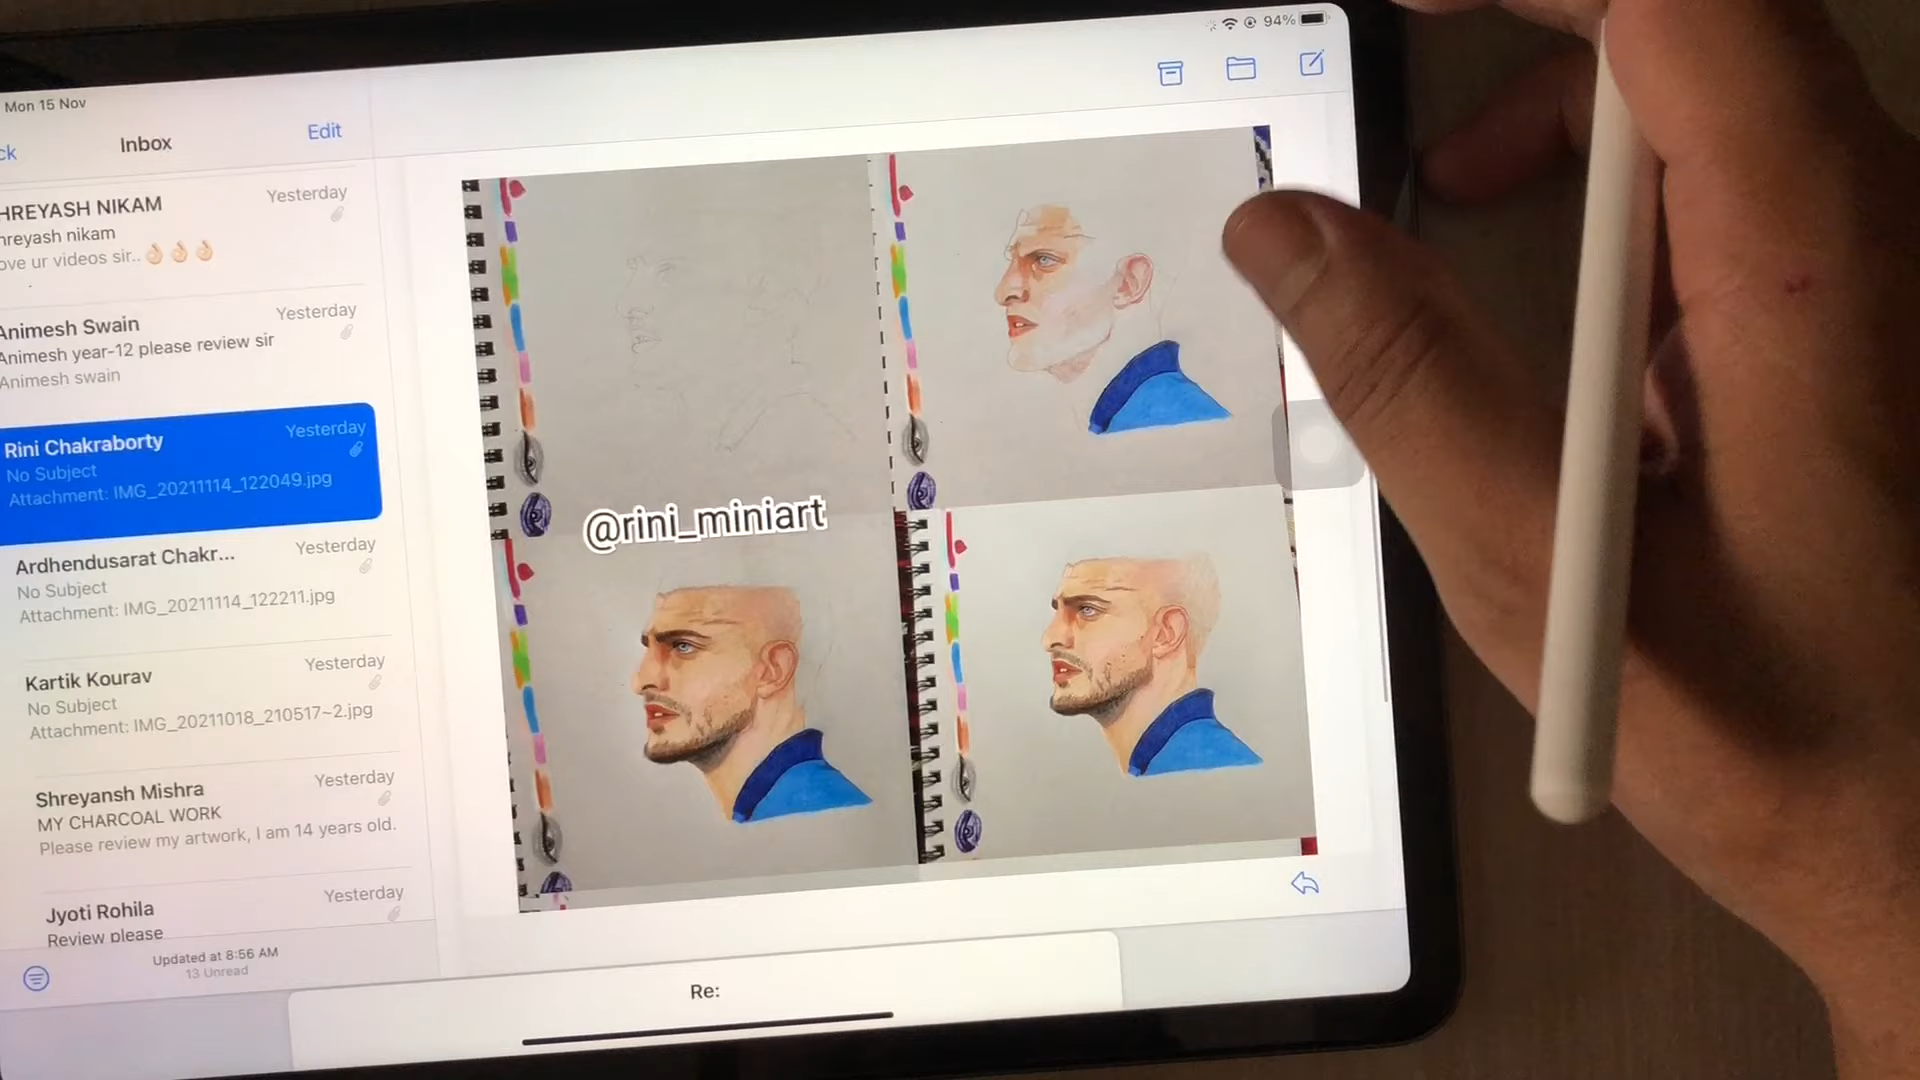 94%
Mon 15 Nov
ck
Inbox
Edit
HREYASH NIKAM
Yesterday
hreyash nikam
ove ur videos sir..👌🏻👌🏻👌🏻
Animesh Swain
Yesterday
Animesh year-12 please review sir
Animesh swain
Rini Chakraborty
Yesterday
No Subject
Attachment: IMG_20211114_122049.jpg
Ardhendusarat Chakr...
Yesterday
No Subject
Attachment: IMG_20211114_122211.jpg
Kartik Kourav
Yesterday
No Subject
Attachment: IMG_20211018_210517~2.jpg
Shreyansh Mishra
Yesterday
MY CHARCOAL WORK
Please review my artwork, I am 14 years old.
Jyoti Rohila
Yesterday
Review please
Updated at 8:56 AM
13 Unread
@rini_miniart
Re: